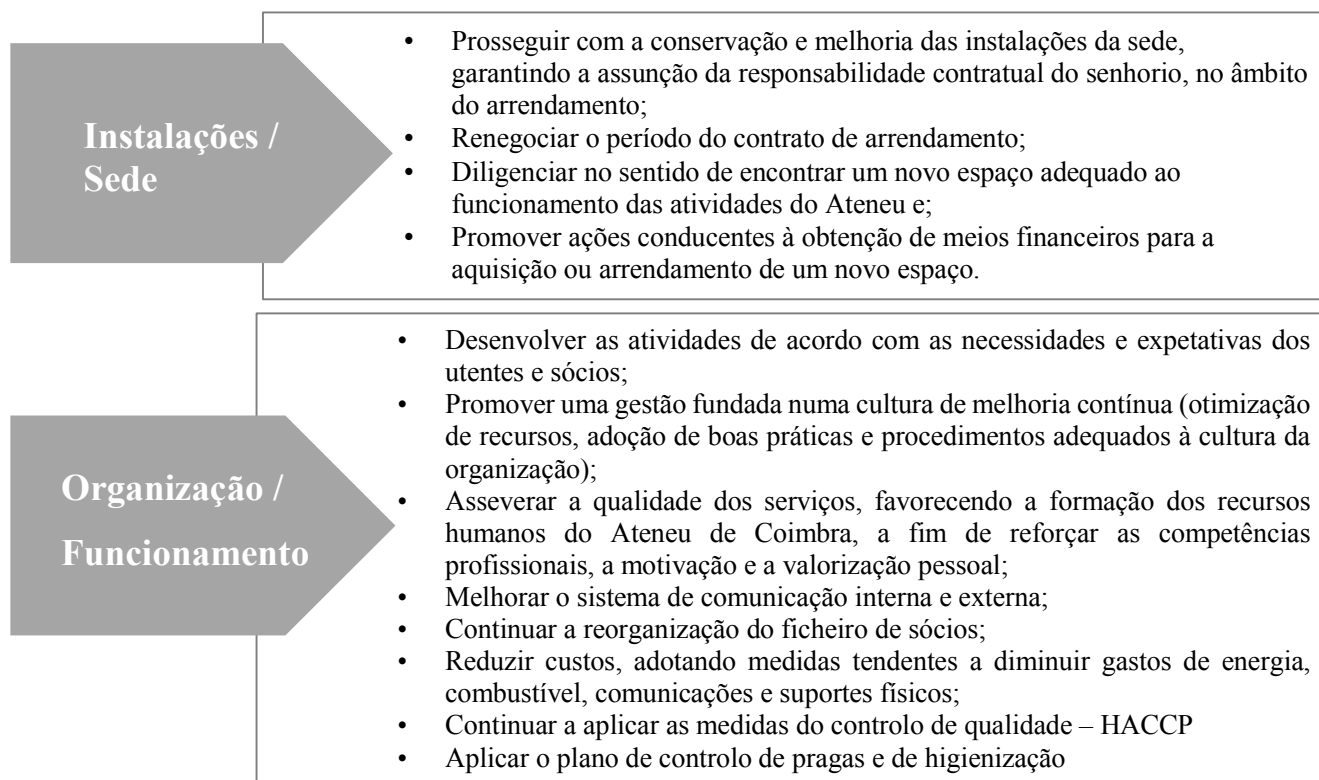 Instalações /
Sede
• Prosseguir com a conservação e melhoria das instalações da sede,
garantindo a assunção da responsabilidade contratual do senhorio, no âmbito
do arrendamento;
• Renegociar o período do contrato de arrendamento;
• Diligenciar no sentido de encontrar um novo espaço adequado ao
funcionamento das atividades do Ateneu e;
• Promover ações conducentes à obtenção de meios financeiros para a
aquisição ou arrendamento de um novo espaço.
Organização /
Funcionamento
• Desenvolver as atividades de acordo com as necessidades e expetativas dos
utentes e sócios;
• Promover uma gestão fundada numa cultura de melhoria contínua (otimização
de recursos, adoção de boas práticas e procedimentos adequados à cultura da
organização);
• Asseverar a qualidade dos serviços, favorecendo a formação dos recursos
humanos do Ateneu de Coimbra, a fim de reforçar as competências
profissionais, a motivação e a valorização pessoal;
• Melhorar o sistema de comunicação interna e externa;
• Continuar a reorganização do ficheiro de sócios;
• Reduzir custos, adotando medidas tendentes a diminuir gastos de energia,
combustível, comunicações e suportes físicos;
• Continuar a aplicar as medidas do controlo de qualidade – HACCP
• Aplicar o plano de controlo de pragas e de higienização